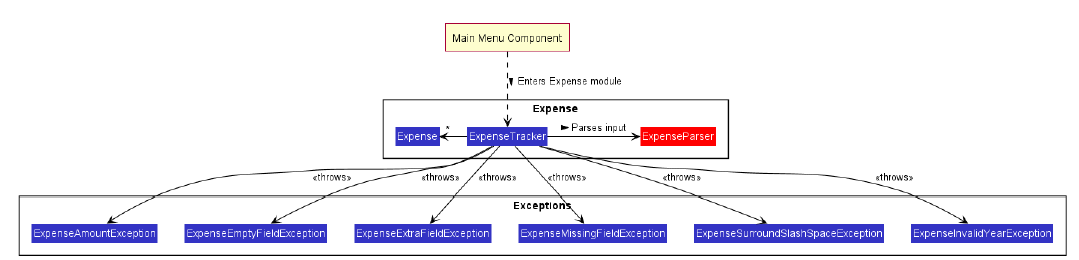 Main Menu Component
Enters Expense module
Expense
Expense
*
ExpenseTracker
Parses input
ExpenseParser
«throws»
«throws»
«throws»
«throws»
«throws»
«throws»
Exceptions
ExpenseAmountException
ExpenseEmptyFieldException
ExpenseExtraFieldException
ExpenseMissingFieldException
ExpenseSurroundSlashSpaceException
ExpenseInvalidYearException